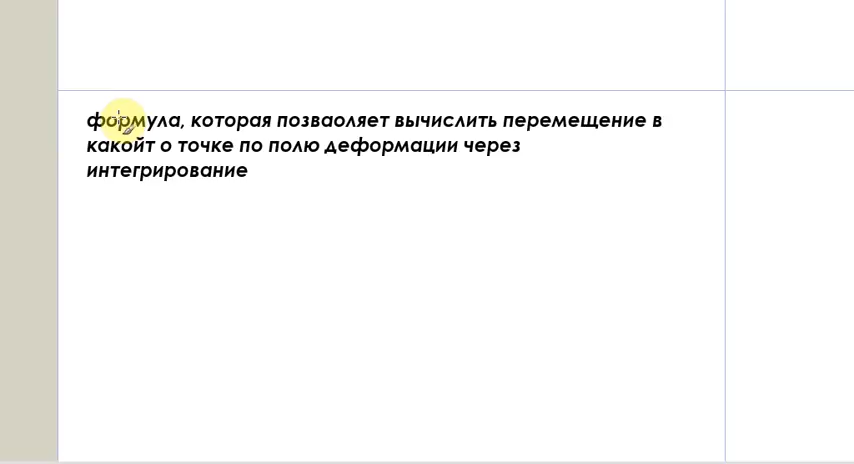 формула, которая позваоляет вычислить перемещение в
какойт о точке по полю деформации через
интегрирование